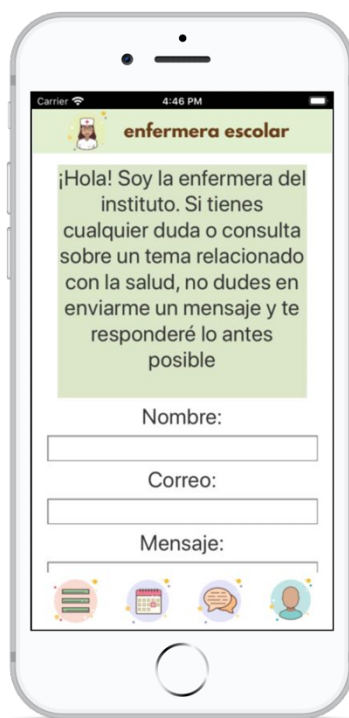 Carrier 4:46 PM
enfermera escolar
¡Hola! Soy la enfermera del
instituto. Si tienes
cualquier duda o consulta
sobre un tema relacionado
con la salud, no dudes en
enviarme un mensaje y te
responderé lo antes
posible
Nombre:
Correo:
Mensaje: